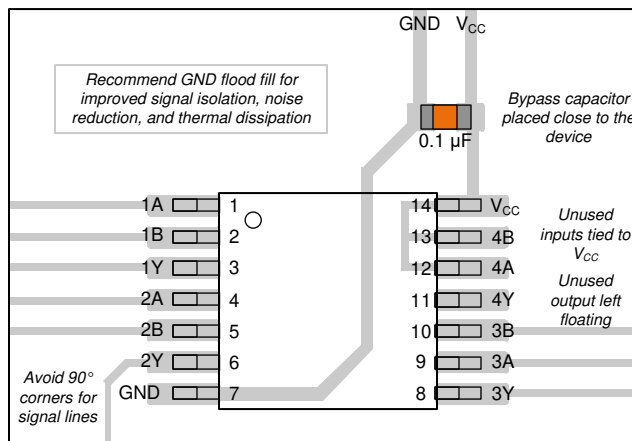 GND VCC
Recommend GND flood fill for
improved signal isolation, noise
reduction, and thermal dissipation
Bypass capacitor
placed close to the
device
0.1 µF
1A 1 14 VCC
1B 2 13 4B
1Y 3 12 4A
2A 4 11 4Y
2B 5 10 3B
2Y 6 9 3A
GND 7 8 3Y
Unused
inputs tied to
VCC
Unused
output left
floating
Avoid 90°
corners for
signal lines